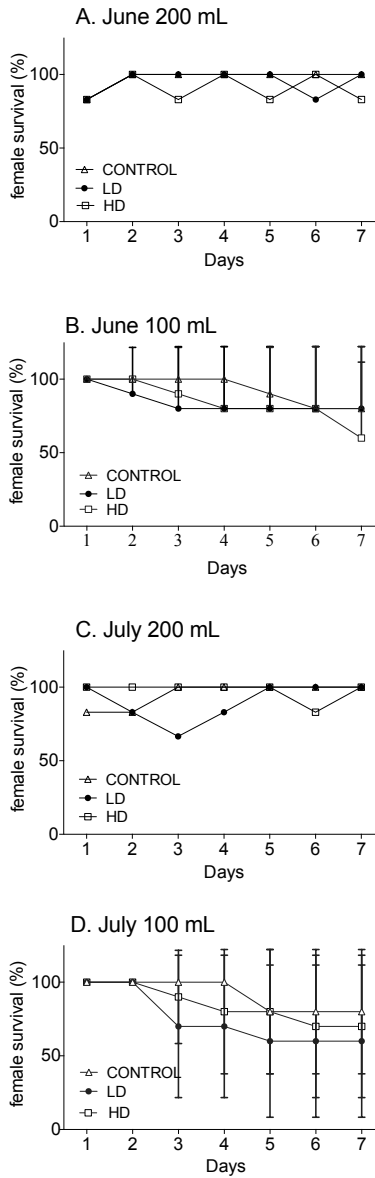 A. June 200 mL
female survival (%)
100
50
0
CONTROL
LD
HD
1 2 3 4 5 6 7
Days
B. June 100 mL
female survival (%)
100
50
0
CONTROL
LD
HD
1 2 3 4 5 6 7
Days
C. July 200 mL
female survival (%)
100
50
0
CONTROL
LD
HD
1 2 3 4 5 6 7
Days
D. July 100 mL
female survival (%)
100
50
0
CONTROL
LD
HD
1 2 3 4 5 6 7
Days